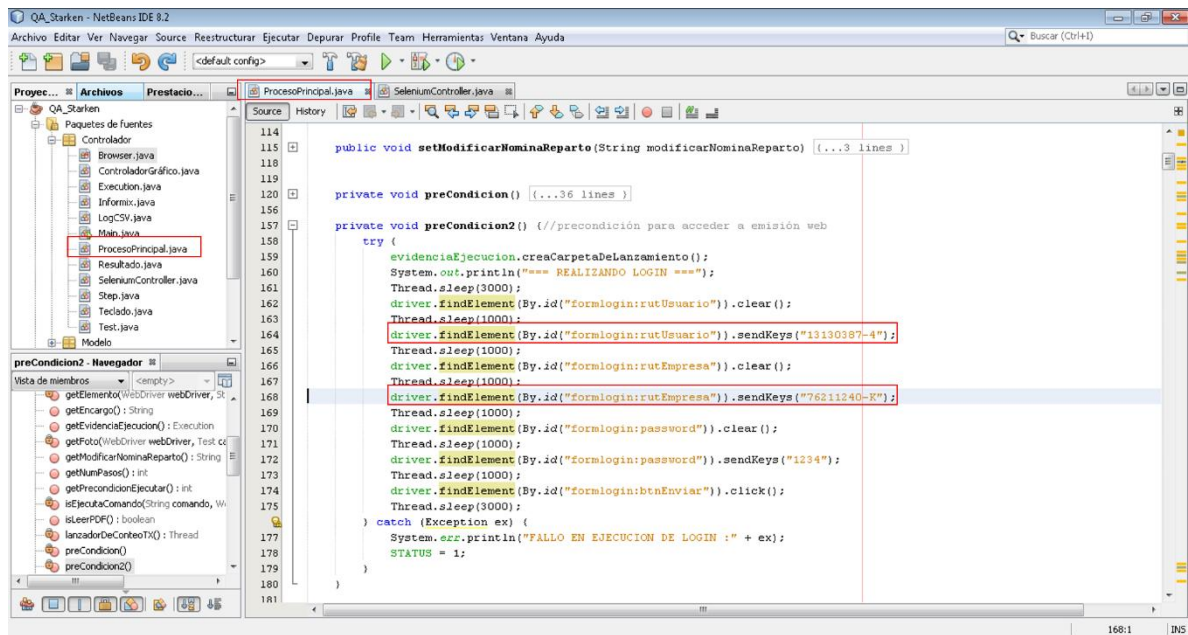 QA_Starken - NetBeans IDE 8.2
Archivo Editar Ver Navegar Source Reestructurar Ejecutar Depurar Profile Team Herramientas Ventana Ayuda
Buscar (Ctrl+I)
<default config>
Proyec... Archivos Prestacio...
QA_Starken
Paquetes de fuentes
Controlador
Browser.java
ControladorGráfico.java
Execution.java
Informix.java
LogCSV.java
Main.java
ProcesoPrincipal.java
Resultado.java
SeleniumController.java
Step.java
Teclado.java
Test.java
Modelo
preCondicion2 - Navegador
Vista de miembros <empty>
getElemento(WebDriver webDriver, St
getEncargo() : String
getEvidenciaEjecucion() : Execution
getFoto(WebDriver webDriver, Test ca
getModificarNominaReparto() : String
getNumPasos() : int
getPrecondicionEjecutar() : int
isEjecutaComando(String comando, We
isLeerPDF() : boolean
lanzadorDeConteoTX() : Thread
preCondicion()
preCondicion2()
ProcesoPrincipal.java SeleniumController.java
Source History
114
115 public void setModificarNominaReparto(String modificarNominaReparto) {...3 lines }
118
119
120 private void preCondicion() {...36 lines }
156
157 private void preCondicion2() {//precondición para acceder a emisión web
158 try {
159 evidenciaEjecucion.creaCarpetaDeLanzamiento();
160 System.out.println("=== REALIZANDO LOGIN ===");
161 Thread.sleep(3000);
162 driver.findElement(By.id("formlogin:rutUsuario")).clear();
163 Thread.sleep(1000);
164 driver.findElement(By.id("formlogin:rutUsuario")).sendKeys("13130387-4");
165 Thread.sleep(1000);
166 driver.findElement(By.id("formlogin:rutEmpresa")).clear();
167 Thread.sleep(1000);
168 driver.findElement(By.id("formlogin:rutEmpresa")).sendKeys("76211240-K");
169 Thread.sleep(1000);
170 driver.findElement(By.id("formlogin:password")).clear();
171 Thread.sleep(1000);
172 driver.findElement(By.id("formlogin:password")).sendKeys("1234");
173 Thread.sleep(1000);
174 driver.findElement(By.id("formlogin:btnEnviar")).click();
175 Thread.sleep(3000);
} catch (Exception ex) {
177 System.err.println("FALLO EN EJECUCION DE LOGIN :" + ex);
178 STATUS = 1;
179 }
180 }
181
168:1 INS